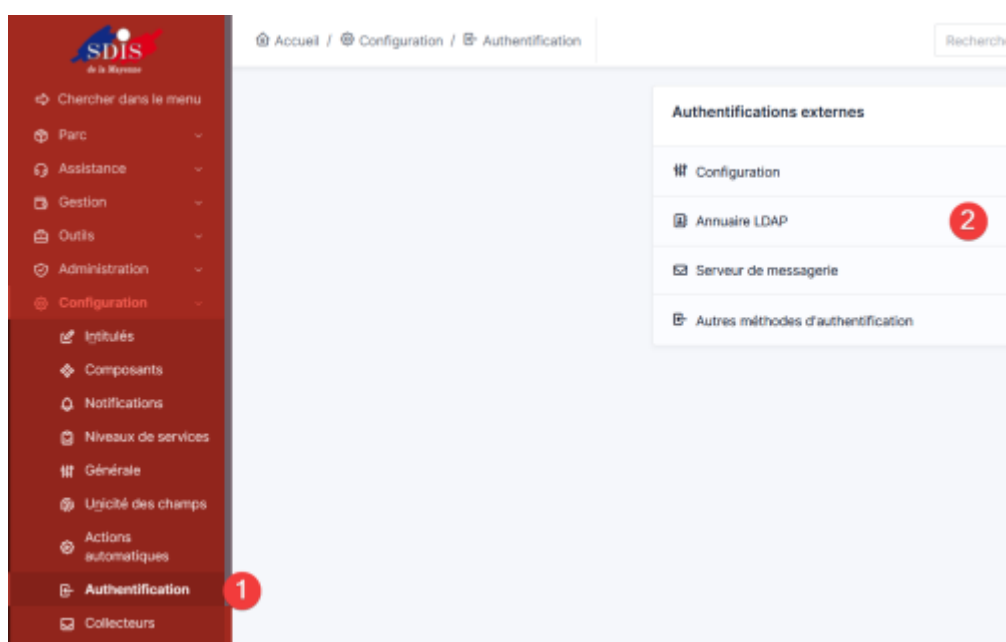 SDIS
de la Mayenne
Accueil / Configuration / Authentification
Recherche
Chercher dans le menu
Parc
Assistance
Gestion
Outils
Administration
Configuration
Intitulés
Composants
Notifications
Niveaux de services
Générale
Unicité des champs
Actions
automatiques
Authentification
1
Collecteurs
Authentifications externes
Configuration
Annuaire LDAP
2
Serveur de messagerie
Autres méthodes d'authentification